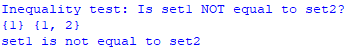 Inequality test: Is set1 NOT equal to set2?
{1} {1, 2}
set1 is not equal to set2